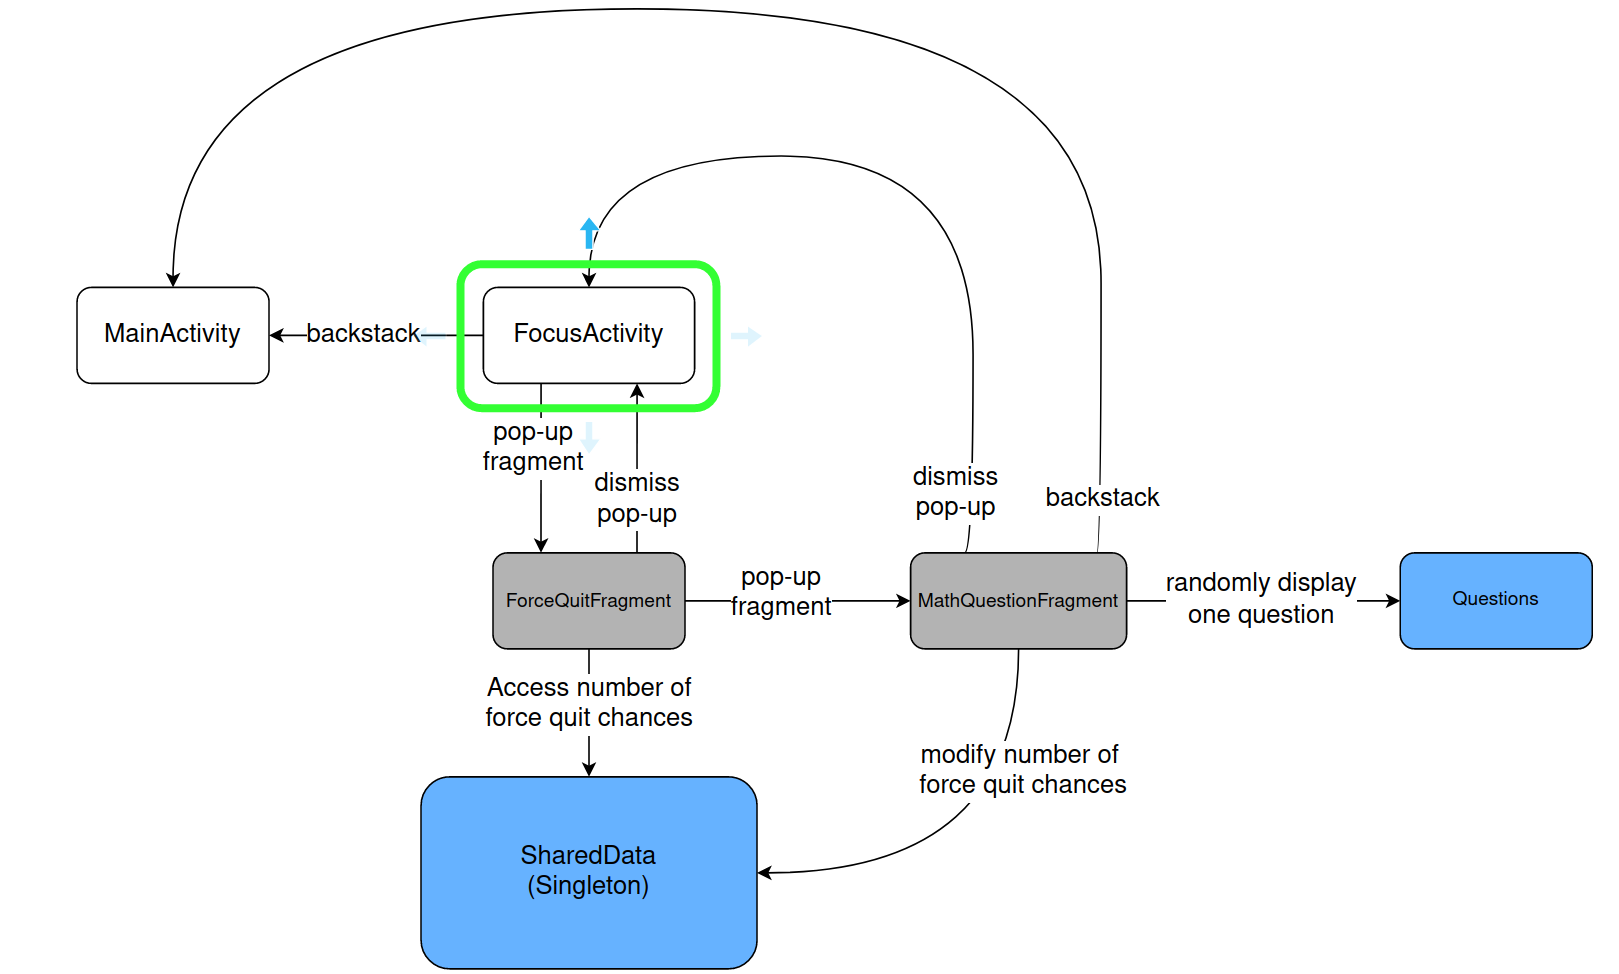 MainActivity
backstack
FocusActivity
pop-up
fragment
dismiss
pop-up
dismiss
pop-up
backstack
ForceQuitFragment
pop-up
fragment
MathQuestionFragment
randomly display
one question
Questions
Access number of
force quit chances
modify number of
force quit chances
SharedData
(Singleton)